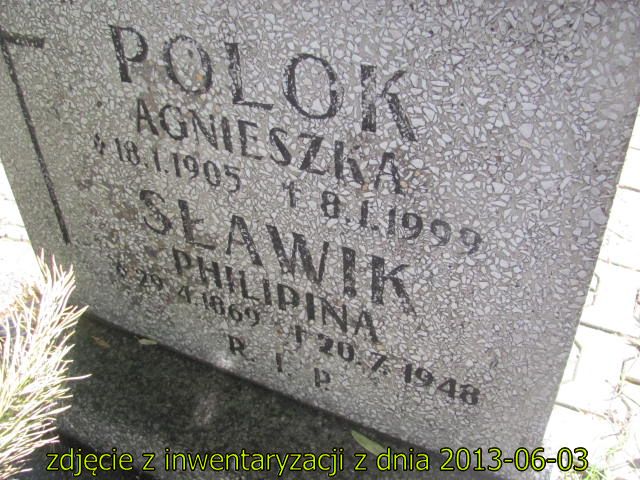 POLOK
AGNIESZKA
* 18.1.1905 † 8.1.1999
SŁAWIK
PHILIPINA
* 29.4.1869 † 20.7.1948
R I P
zdjęcie z inwentaryzacji z dnia 2013-06-03